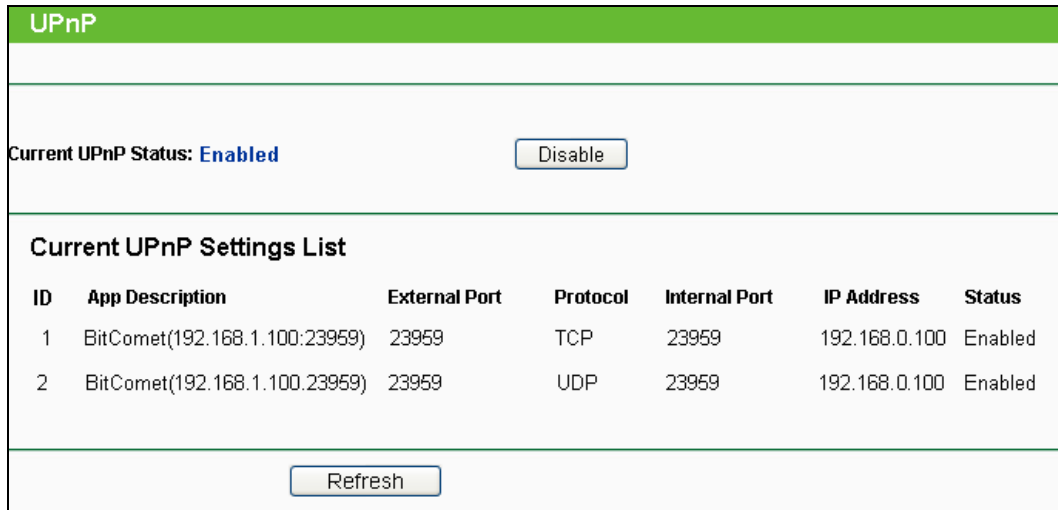 UPnP
Current UPnP Status: Enabled Disable
Current UPnP Settings List
ID App Description External Port Protocol Internal Port IP Address Status
1 BitComet(192.168.1.100:23959) 23959 TCP 23959 192.168.0.100 Enabled
2 BitComet(192.168.1.100.23959) 23959 UDP 23959 192.168.0.100 Enabled
Refresh